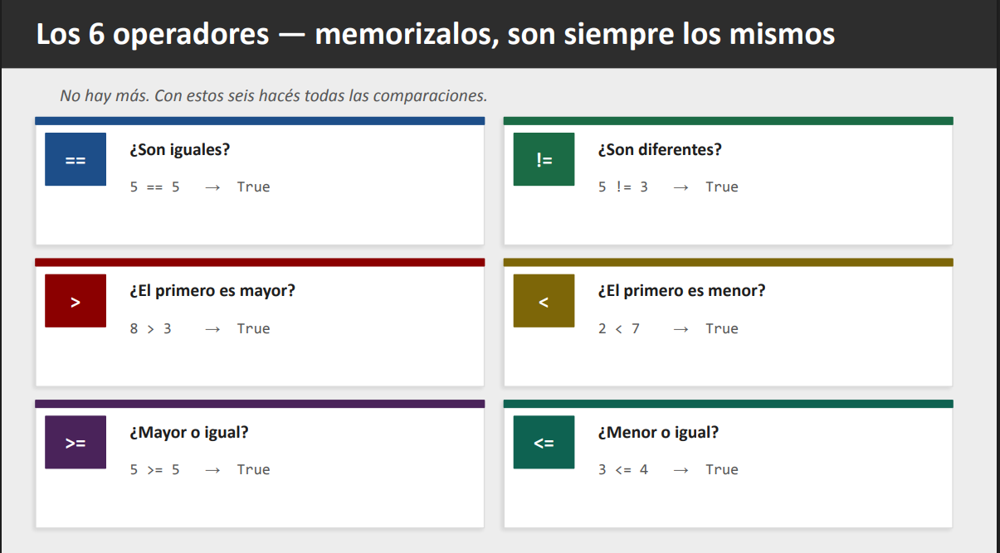 Los 6 operadores — memorizalos, son siempre los mismos
No hay más. Con estos seis hacés todas las comparaciones.
==
¿Son iguales?
5 == 5 → True
!=
¿Son diferentes?
5 != 3 → True
>
¿El primero es mayor?
8 > 3 → True
<
¿El primero es menor?
2 < 7 → True
>=
¿Mayor o igual?
5 >= 5 → True
<=
¿Menor o igual?
3 <= 4 → True